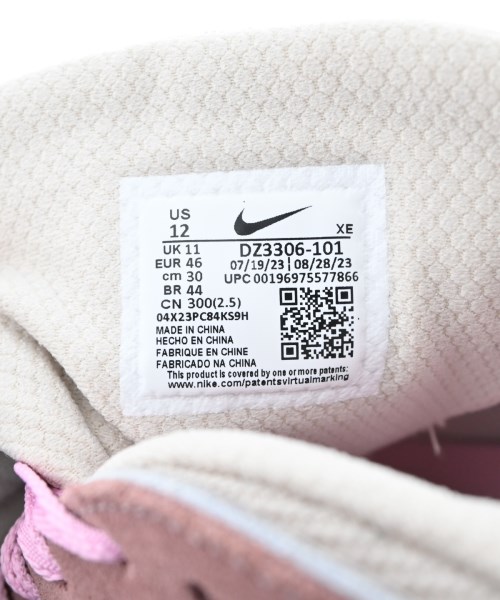 US
12
XE
UK 11
EUR 46
cm 30
BR 44
CN 300(2.5)
DZ3306-101
07/19/23 | 08/28/23
UPC 00196975577866
04X23PC84KS9H
MADE IN CHINA
HECHO EN CHINA
FABRIQUE EN CHINE
FABRICADO NA CHINA
This product is covered by one or more patents:
www.nike.com/patentsvirtualmarking